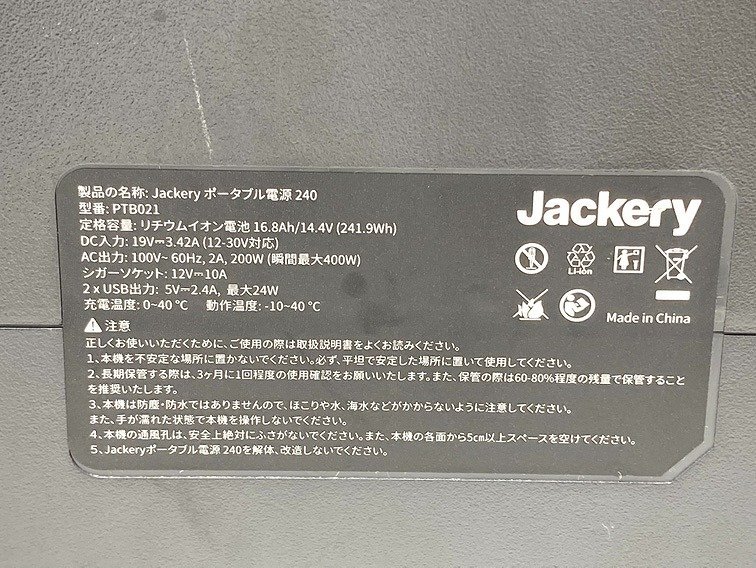 製品の名称: Jackery ポータブル電源 240
型番: PTB021
定格容量: リチウムイオン電池 16.8Ah/14.4V (241.9Wh)
DC入力: 19V⎓3.42A (12-30V対応)
AC出力: 100V~ 60Hz, 2A, 200W (瞬間最大400W)
シガーソケット: 12V⎓10A
2 x USB出力: 5V⎓2.4A, 最大24W
充電温度: 0~40 °C 動作温度: -10~40 °C
注意
正しくお使いいただくために、ご使用の際は取扱説明書をよくお読みください。
1、本機を不安定な場所に置かないでください。必ず、平坦で安定した場所に置いて使用してください。
2、長期保管する際は、3ヶ月に1回程度の使用確認をお願いいたします。また、保管の際は60-80%程度の残量で保管すること
を推奨いたします。
3、本機は防塵・防水ではありませんので、ほこりや水、海水などがかからないように注意してください。
また、手が濡れた状態で本機を操作しないでください。
4、本機の通風孔は、安全上絶対にふさがないでください。また、本機の各面から5cm以上スペースを空けてください。
5、Jackeryポータブル電源 240を解体、改造しないでください。
Jackery
Li-ion
Made in China